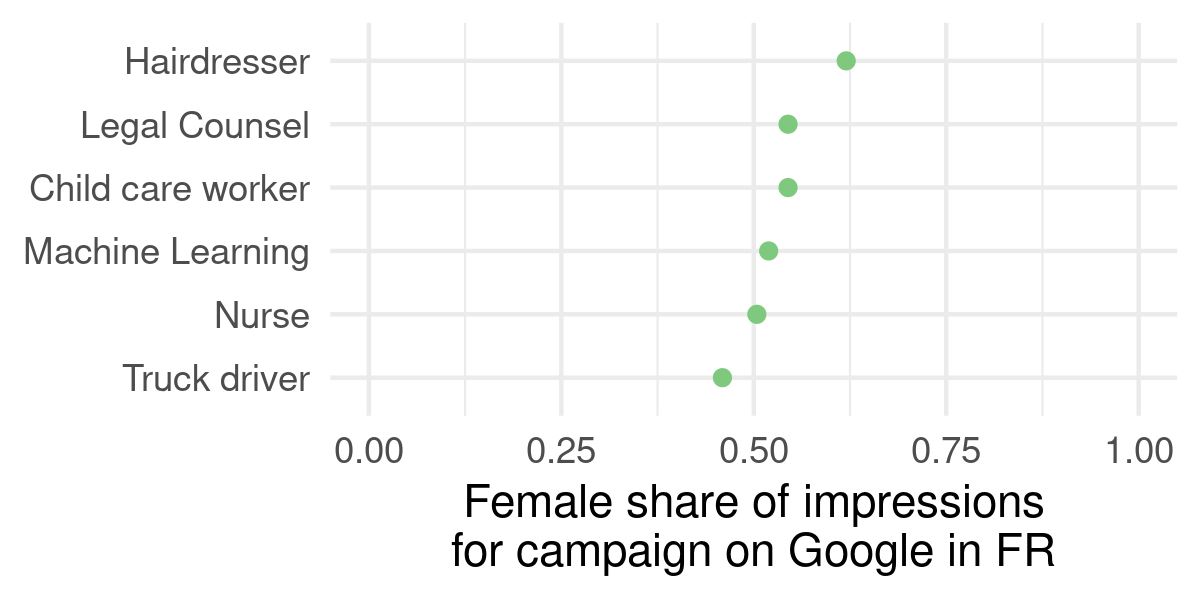 Hairdresser
Legal Counsel
Child care worker
Machine Learning
Nurse
Truck driver
0.00 0.25 0.50 0.75 1.00
Female share of impressions
for campaign on Google in FR